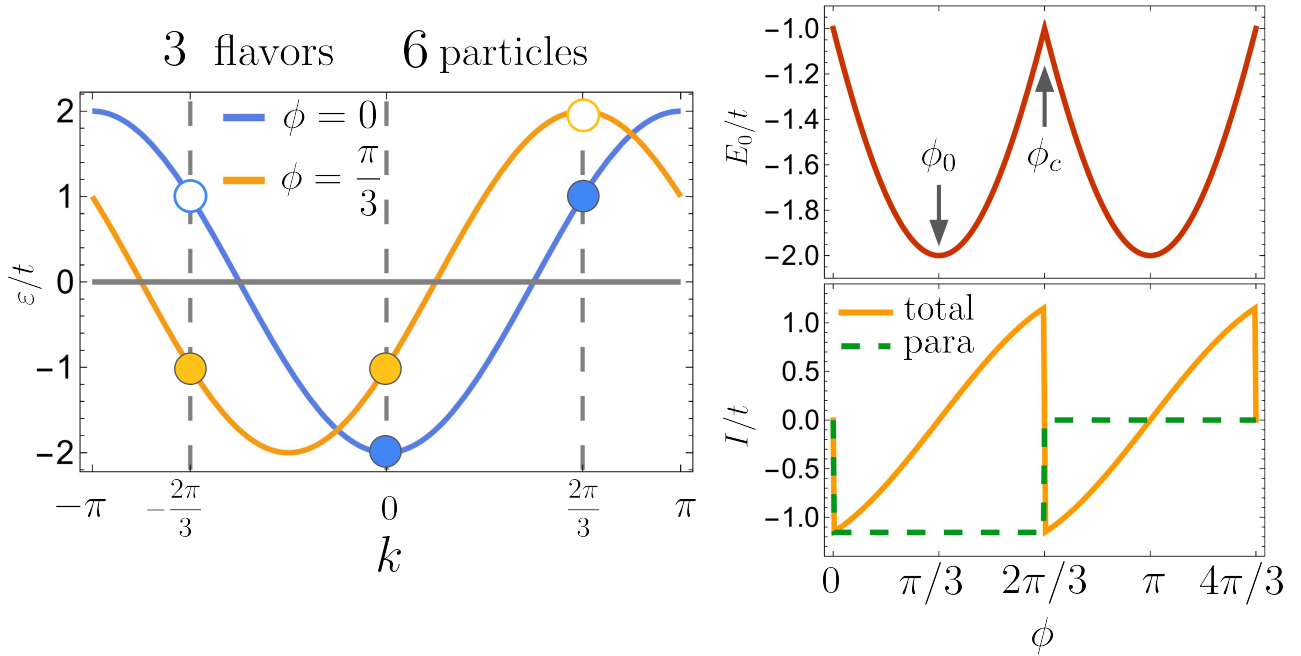 3 flavors 6 particles
ϕ = 0
ϕ = π/3
ε/t
2
1
0
−1
−2
−π
−2π/3
0
2π/3
π
k
E₀/t
−1.0
−1.2
−1.4
−1.6
−1.8
−2.0
ϕ₀
ϕ_c
total
para
I/t
1.0
0.5
0.0
−0.5
−1.0
0
π/3
2π/3
π
4π/3
ϕ